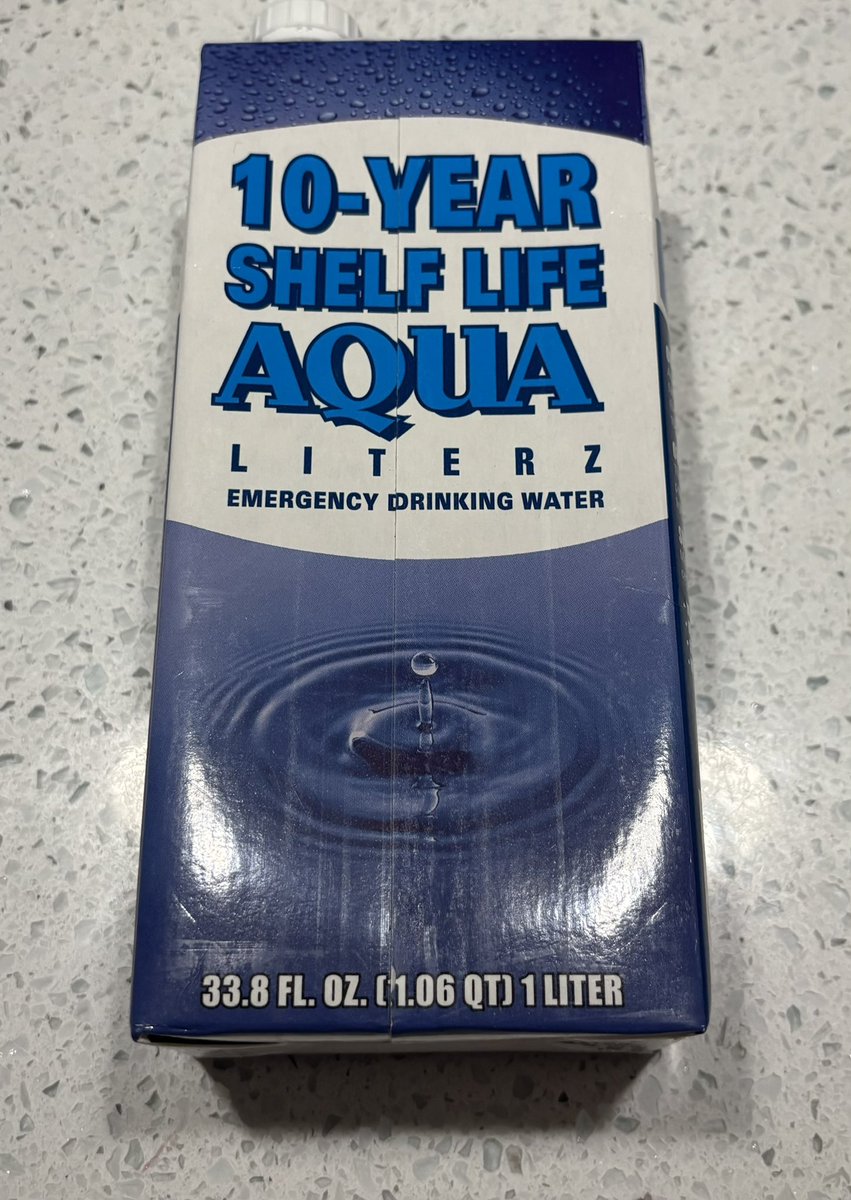 10-YEAR
SHELF LIFE
AQUA
LITERZ
EMERGENCY DRINKING WATER
33.8 FL. OZ. (1.06 QT) 1 LITER